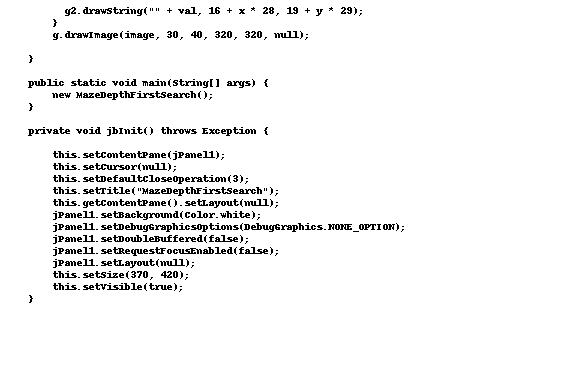 g2.drawString("" + val, 16 + x * 28, 19 + y * 29);
}
g.drawImage(image, 30, 40, 320, 320, null);
}
public static void main(String[] args) {
new MazeDepthFirstSearch();
}
private void jbInit() throws Exception {
this.setContentPane(jPanel1);
this.setCursor(null);
this.setDefaultCloseOperation(3);
this.setTitle("MazeDepthFirstSearch");
this.getContentPane().setLayout(null);
jPanel1.setBackground(Color.white);
jPanel1.setDebugGraphicsOptions(DebugGraphics.NONE_OPTION);
jPanel1.setDoubleBuffered(false);
jPanel1.setRequestFocusEnabled(false);
jPanel1.setLayout(null);
this.setSize(370, 420);
this.setVisible(true);
}